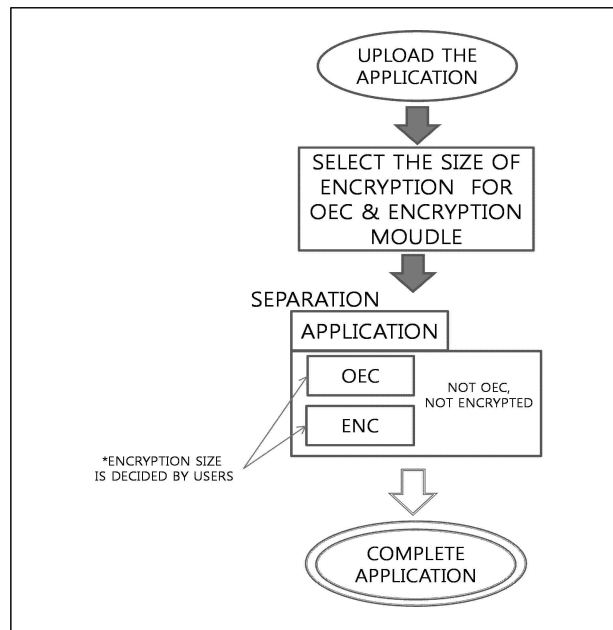 UPLOAD THE
APPLICATION
SELECT THE SIZE OF
ENCRYPTION FOR
OEC & ENCRYPTION
MOUDLE
SEPARATION
APPLICATION
OEC
NOT OEC,
NOT ENCRYPTED
ENC
*ENCRYPTION SIZE
IS DECIDED BY USERS
COMPLETE
APPLICATION